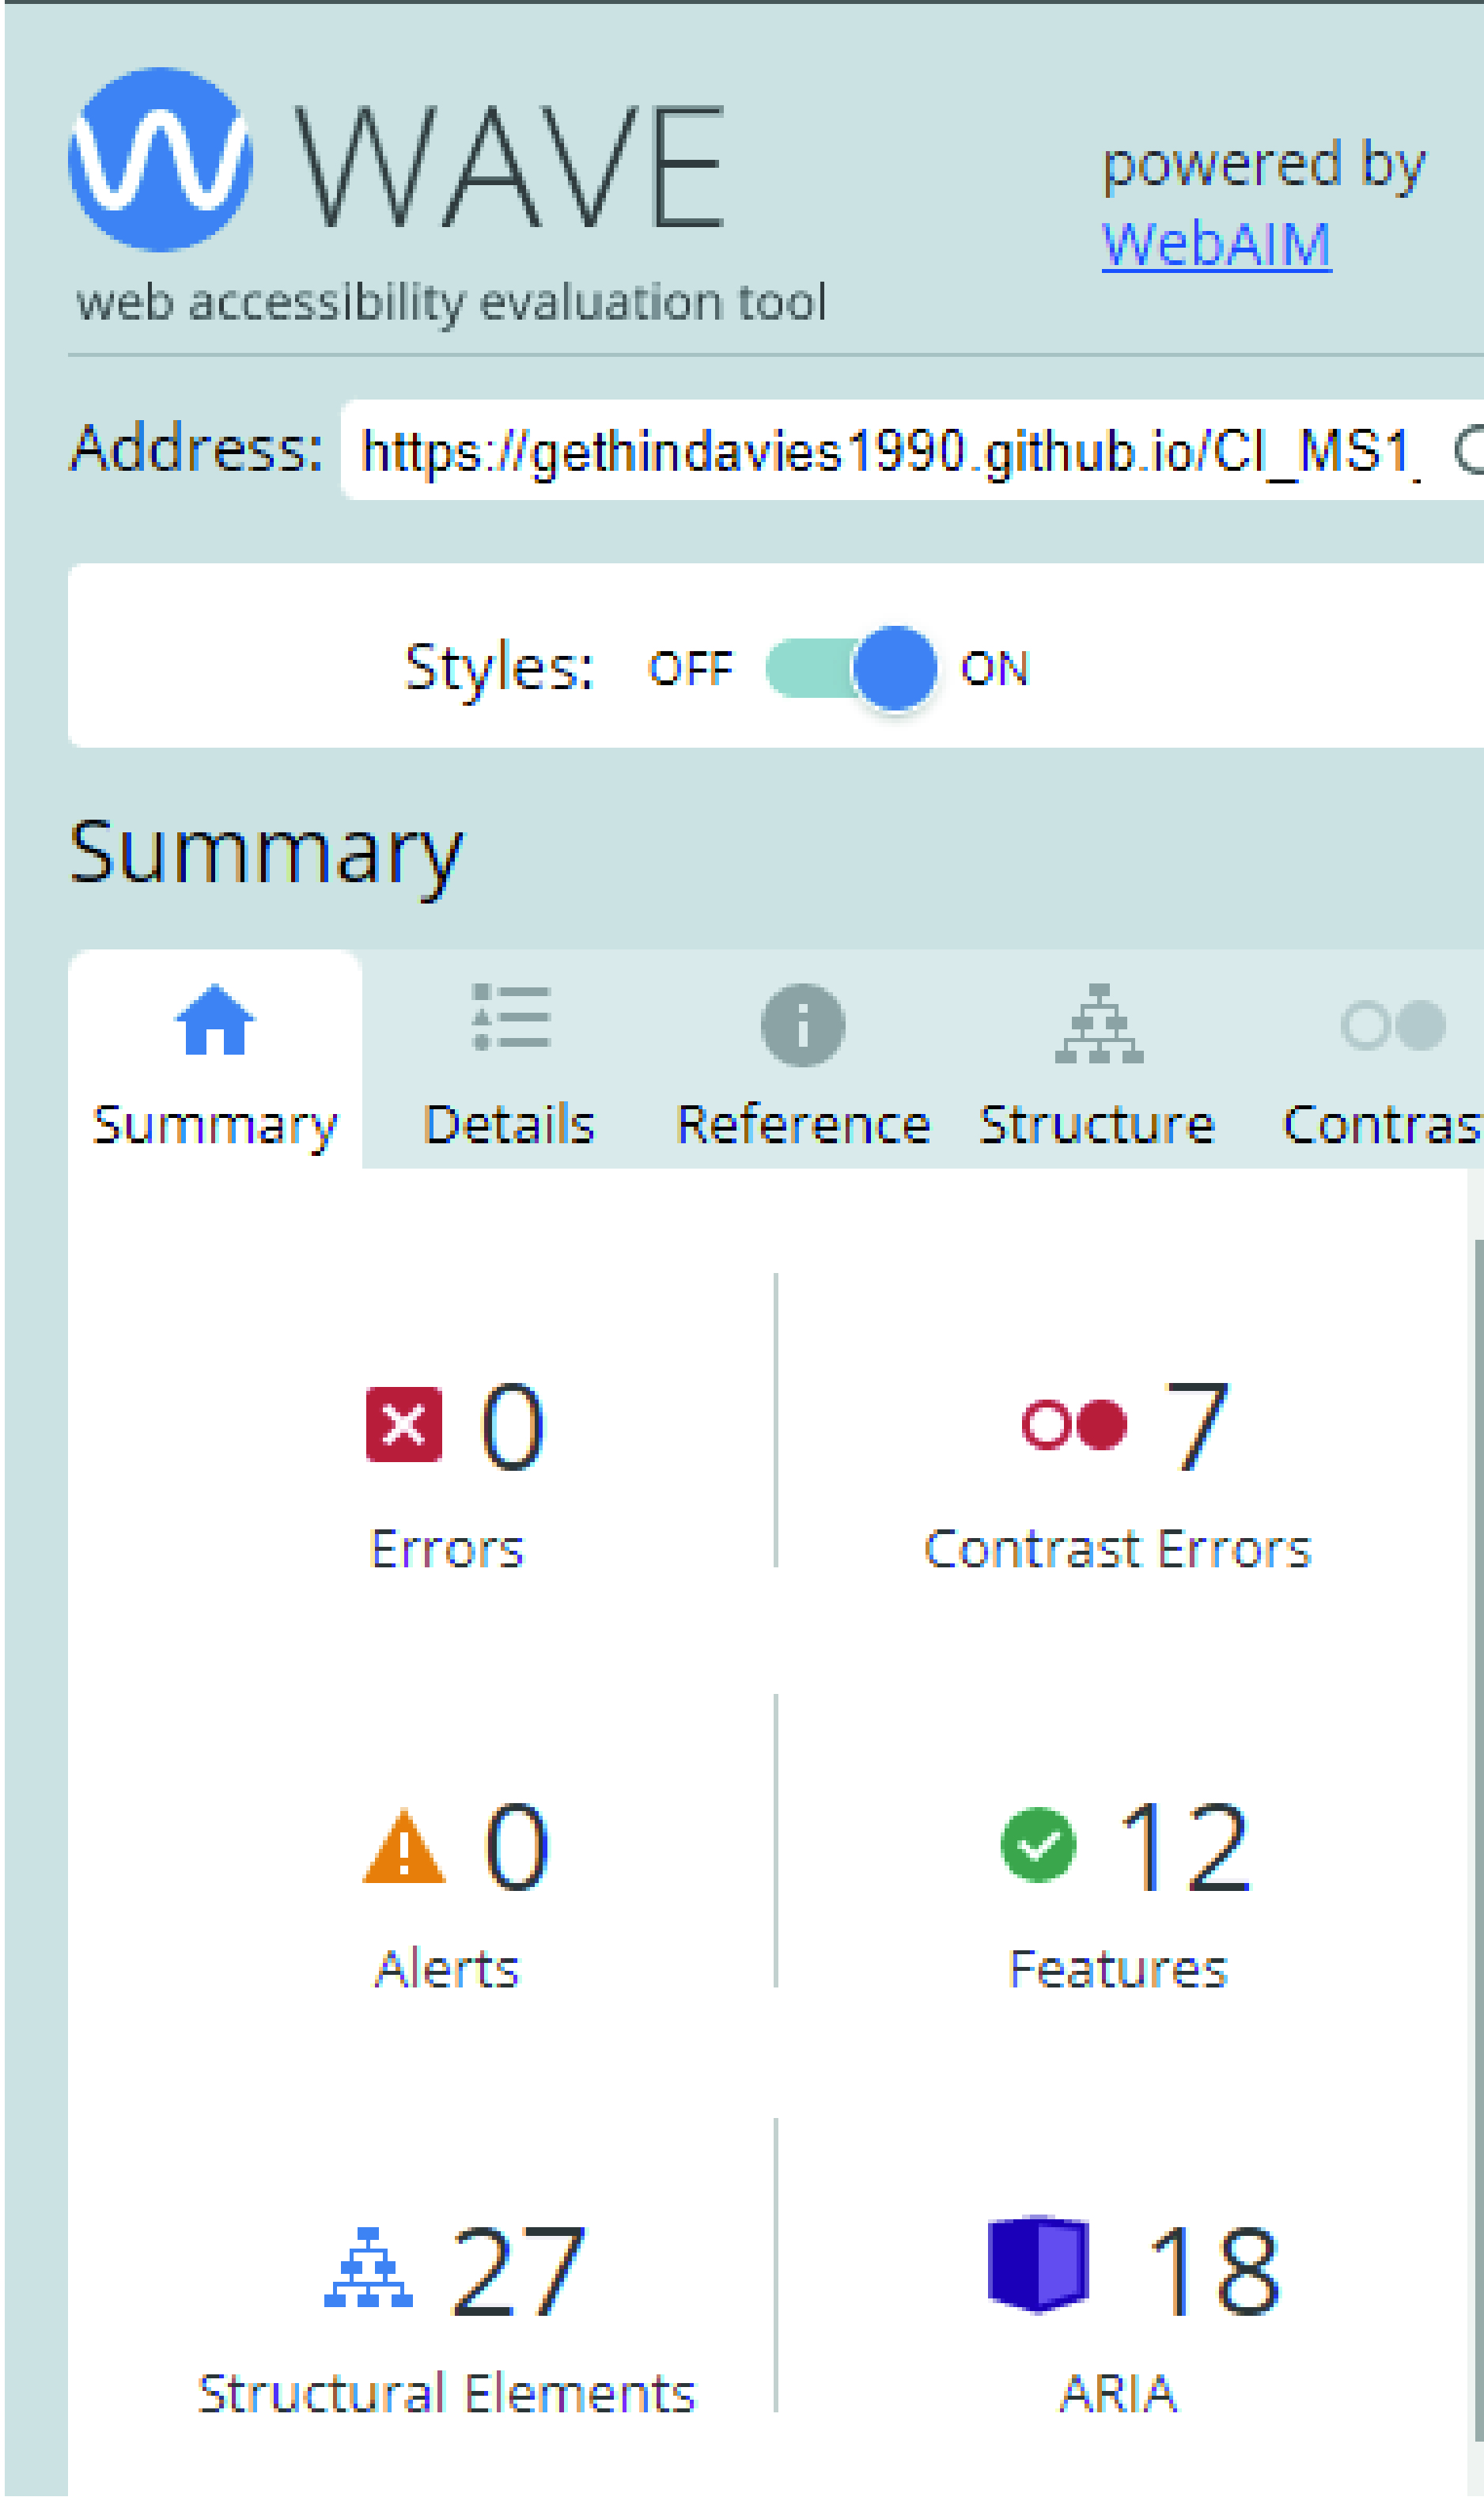 WAVE
powered by
WebAIM
web accessibility evaluation tool
Address: https://gethindavies1990.github.io/CI_MS1_
Styles: OFF ON
Summary
Summary Details Reference Structure Contras
0 7
Errors Contrast Errors
0 12
Alerts Features
27 18
Structural Elements ARIA